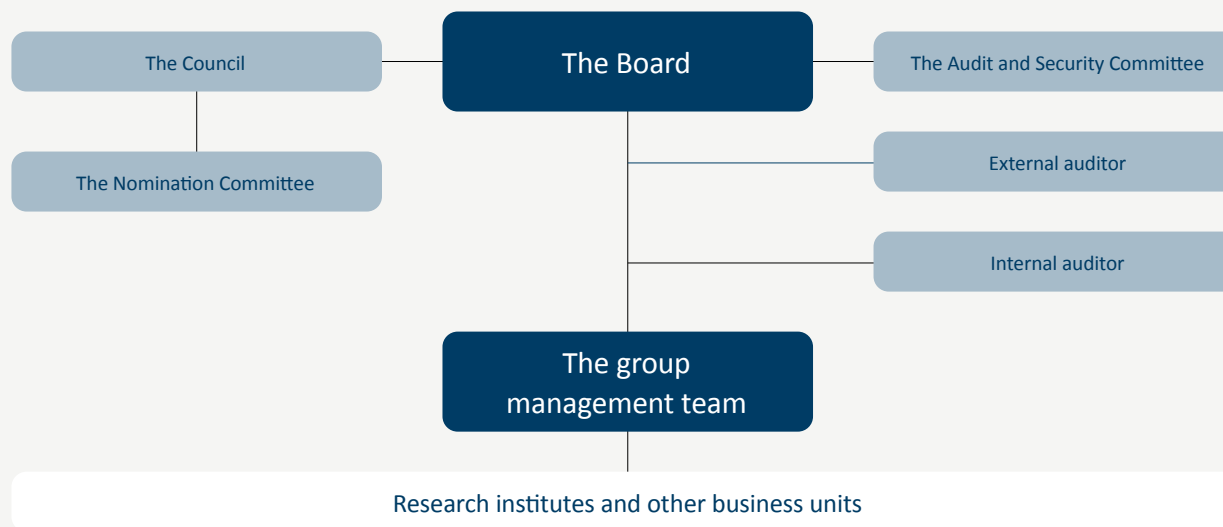 The Council
The Board
The Audit and Security Committee
The Nomination Committee
External auditor
Internal auditor
The group
management team
Research institutes and other business units